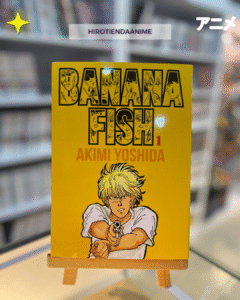 HIROTIENDAANIME
アニメ
BANANA
FISH 1
AKIMI YOSHIDA